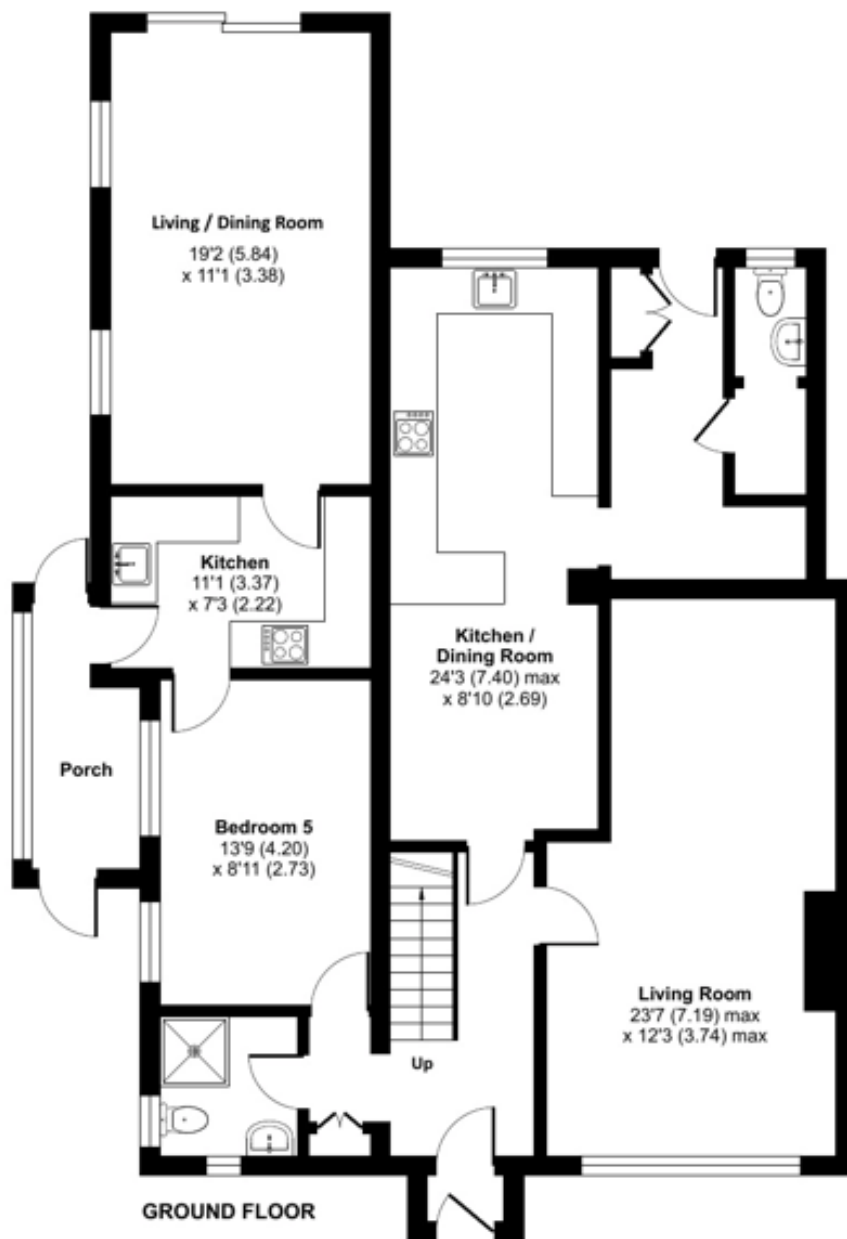 Living / Dining Room
19'2 (5.84)
x 11'1 (3.38)
Kitchen
11'1 (3.37)
x 7'3 (2.22)
Kitchen /
Dining Room
24'3 (7.40) max
x 8'10 (2.69)
Porch
Bedroom 5
13'9 (4.20)
x 8'11 (2.73)
Living Room
23'7 (7.19) max
x 12'3 (3.74) max
Up
GROUND FLOOR